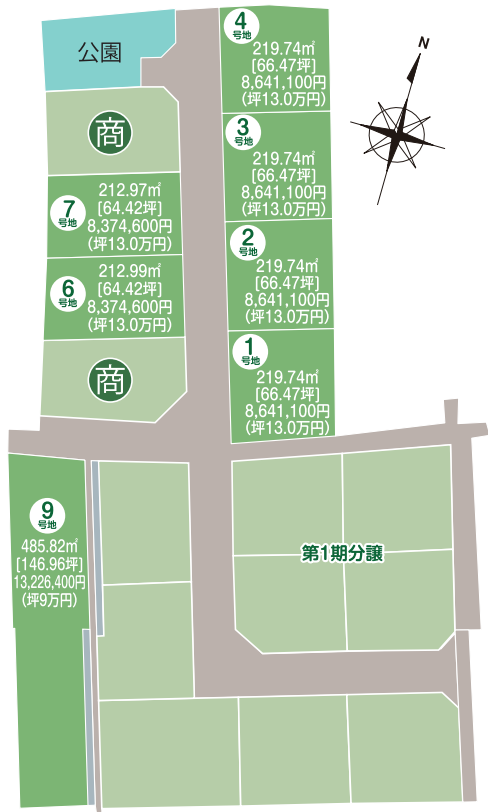 公園
商
7
号地
212.97㎡
[64.42坪]
8,374,600円
(坪13.0万円)
6
号地
212.99㎡
[64.42坪]
8,374,600円
(坪13.0万円)
商
4
号地
219.74㎡
[66.47坪]
8,641,100円
(坪13.0万円)
3
号地
219.74㎡
[66.47坪]
8,641,100円
(坪13.0万円)
2
号地
219.74㎡
[66.47坪]
8,641,100円
(坪13.0万円)
1
号地
219.74㎡
[66.47坪]
8,641,100円
(坪13.0万円)
N
9
号地
485.82㎡
[146.96坪]
13,226,400円
(坪9万円)
第1期分譲